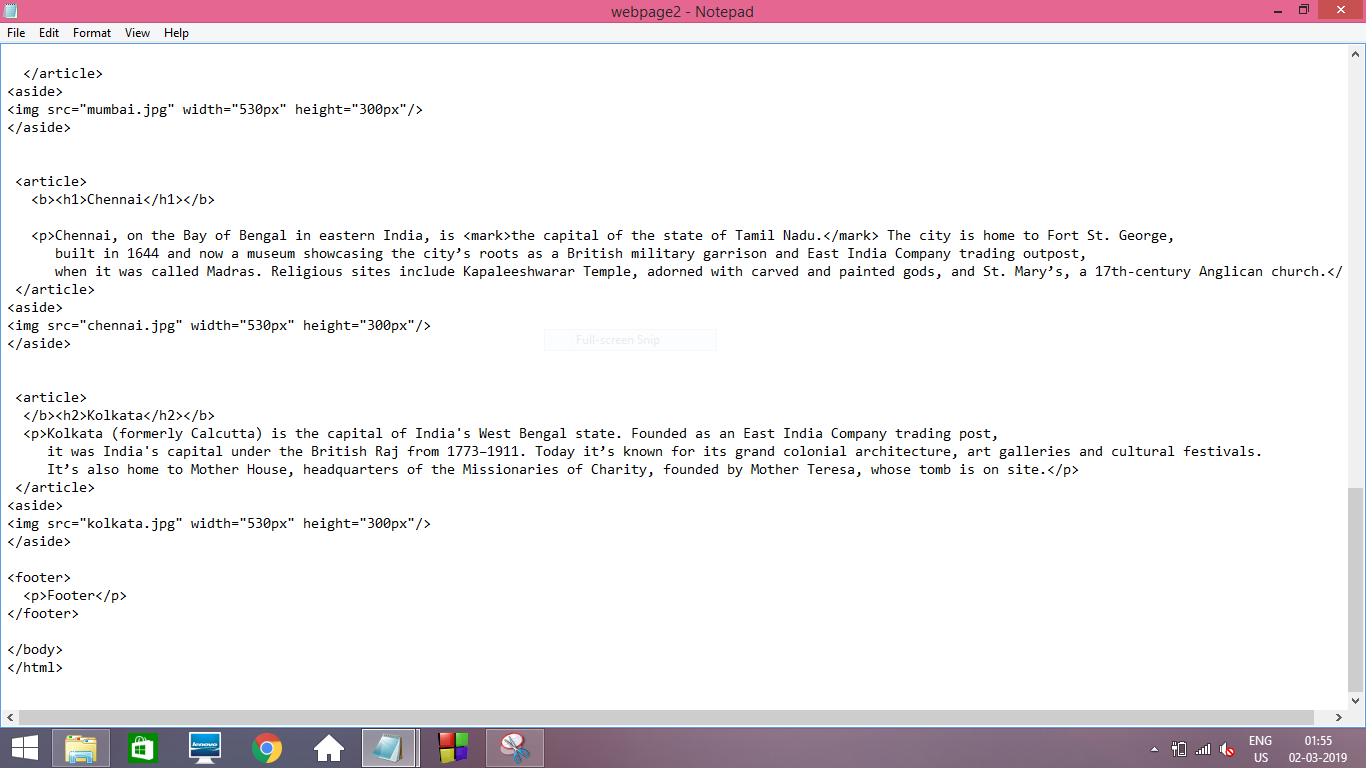 webpage2 - Notepad
File Edit Format View Help
</article>
<aside>
<img src="mumbai.jpg" width="530px" height="300px"/>
</aside>
<article>
<b><h1>Chennai</h1></b>
<p>Chennai, on the Bay of Bengal in eastern India, is <mark>the capital of the state of Tamil Nadu.</mark> The city is home to Fort St. George,
built in 1644 and now a museum showcasing the city’s roots as a British military garrison and East India Company trading outpost,
when it was called Madras. Religious sites include Kapaleeshwarar Temple, adorned with carved and painted gods, and St. Mary’s, a 17th-century Anglican church.</
</article>
<aside>
<img src="chennai.jpg" width="530px" height="300px"/>
</aside>
Full-screen Snip
<article>
</b><h2>Kolkata</h2></b>
<p>Kolkata (formerly Calcutta) is the capital of India's West Bengal state. Founded as an East India Company trading post,
it was India's capital under the British Raj from 1773–1911. Today it’s known for its grand colonial architecture, art galleries and cultural festivals.
It’s also home to Mother House, headquarters of the Missionaries of Charity, founded by Mother Teresa, whose tomb is on site.</p>
</article>
<aside>
<img src="kolkata.jpg" width="530px" height="300px"/>
</aside>
<footer>
<p>Footer</p>
</footer>
</body>
</html>
lenovo
ENG
US
01:55
02-03-2019